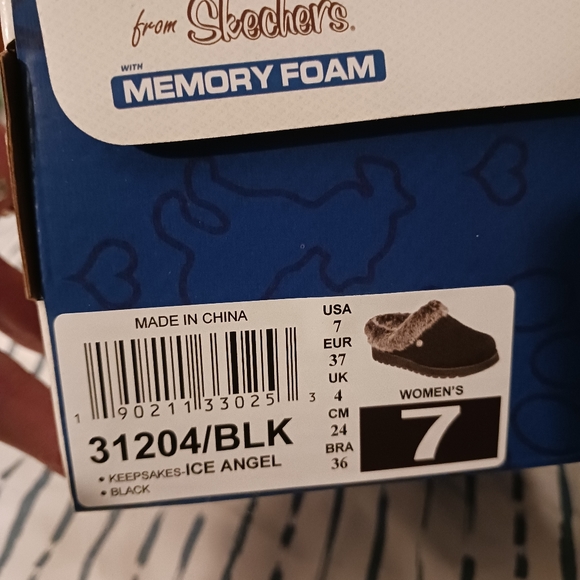 from Skechers®
WITH
MEMORY FOAM
MADE IN CHINA
1 90211 33025 3
31204/BLK
• KEEPSAKES-ICE ANGEL
• BLACK
USA
7
EUR
37
UK
4
CM
24
BRA
36
WOMEN'S
7